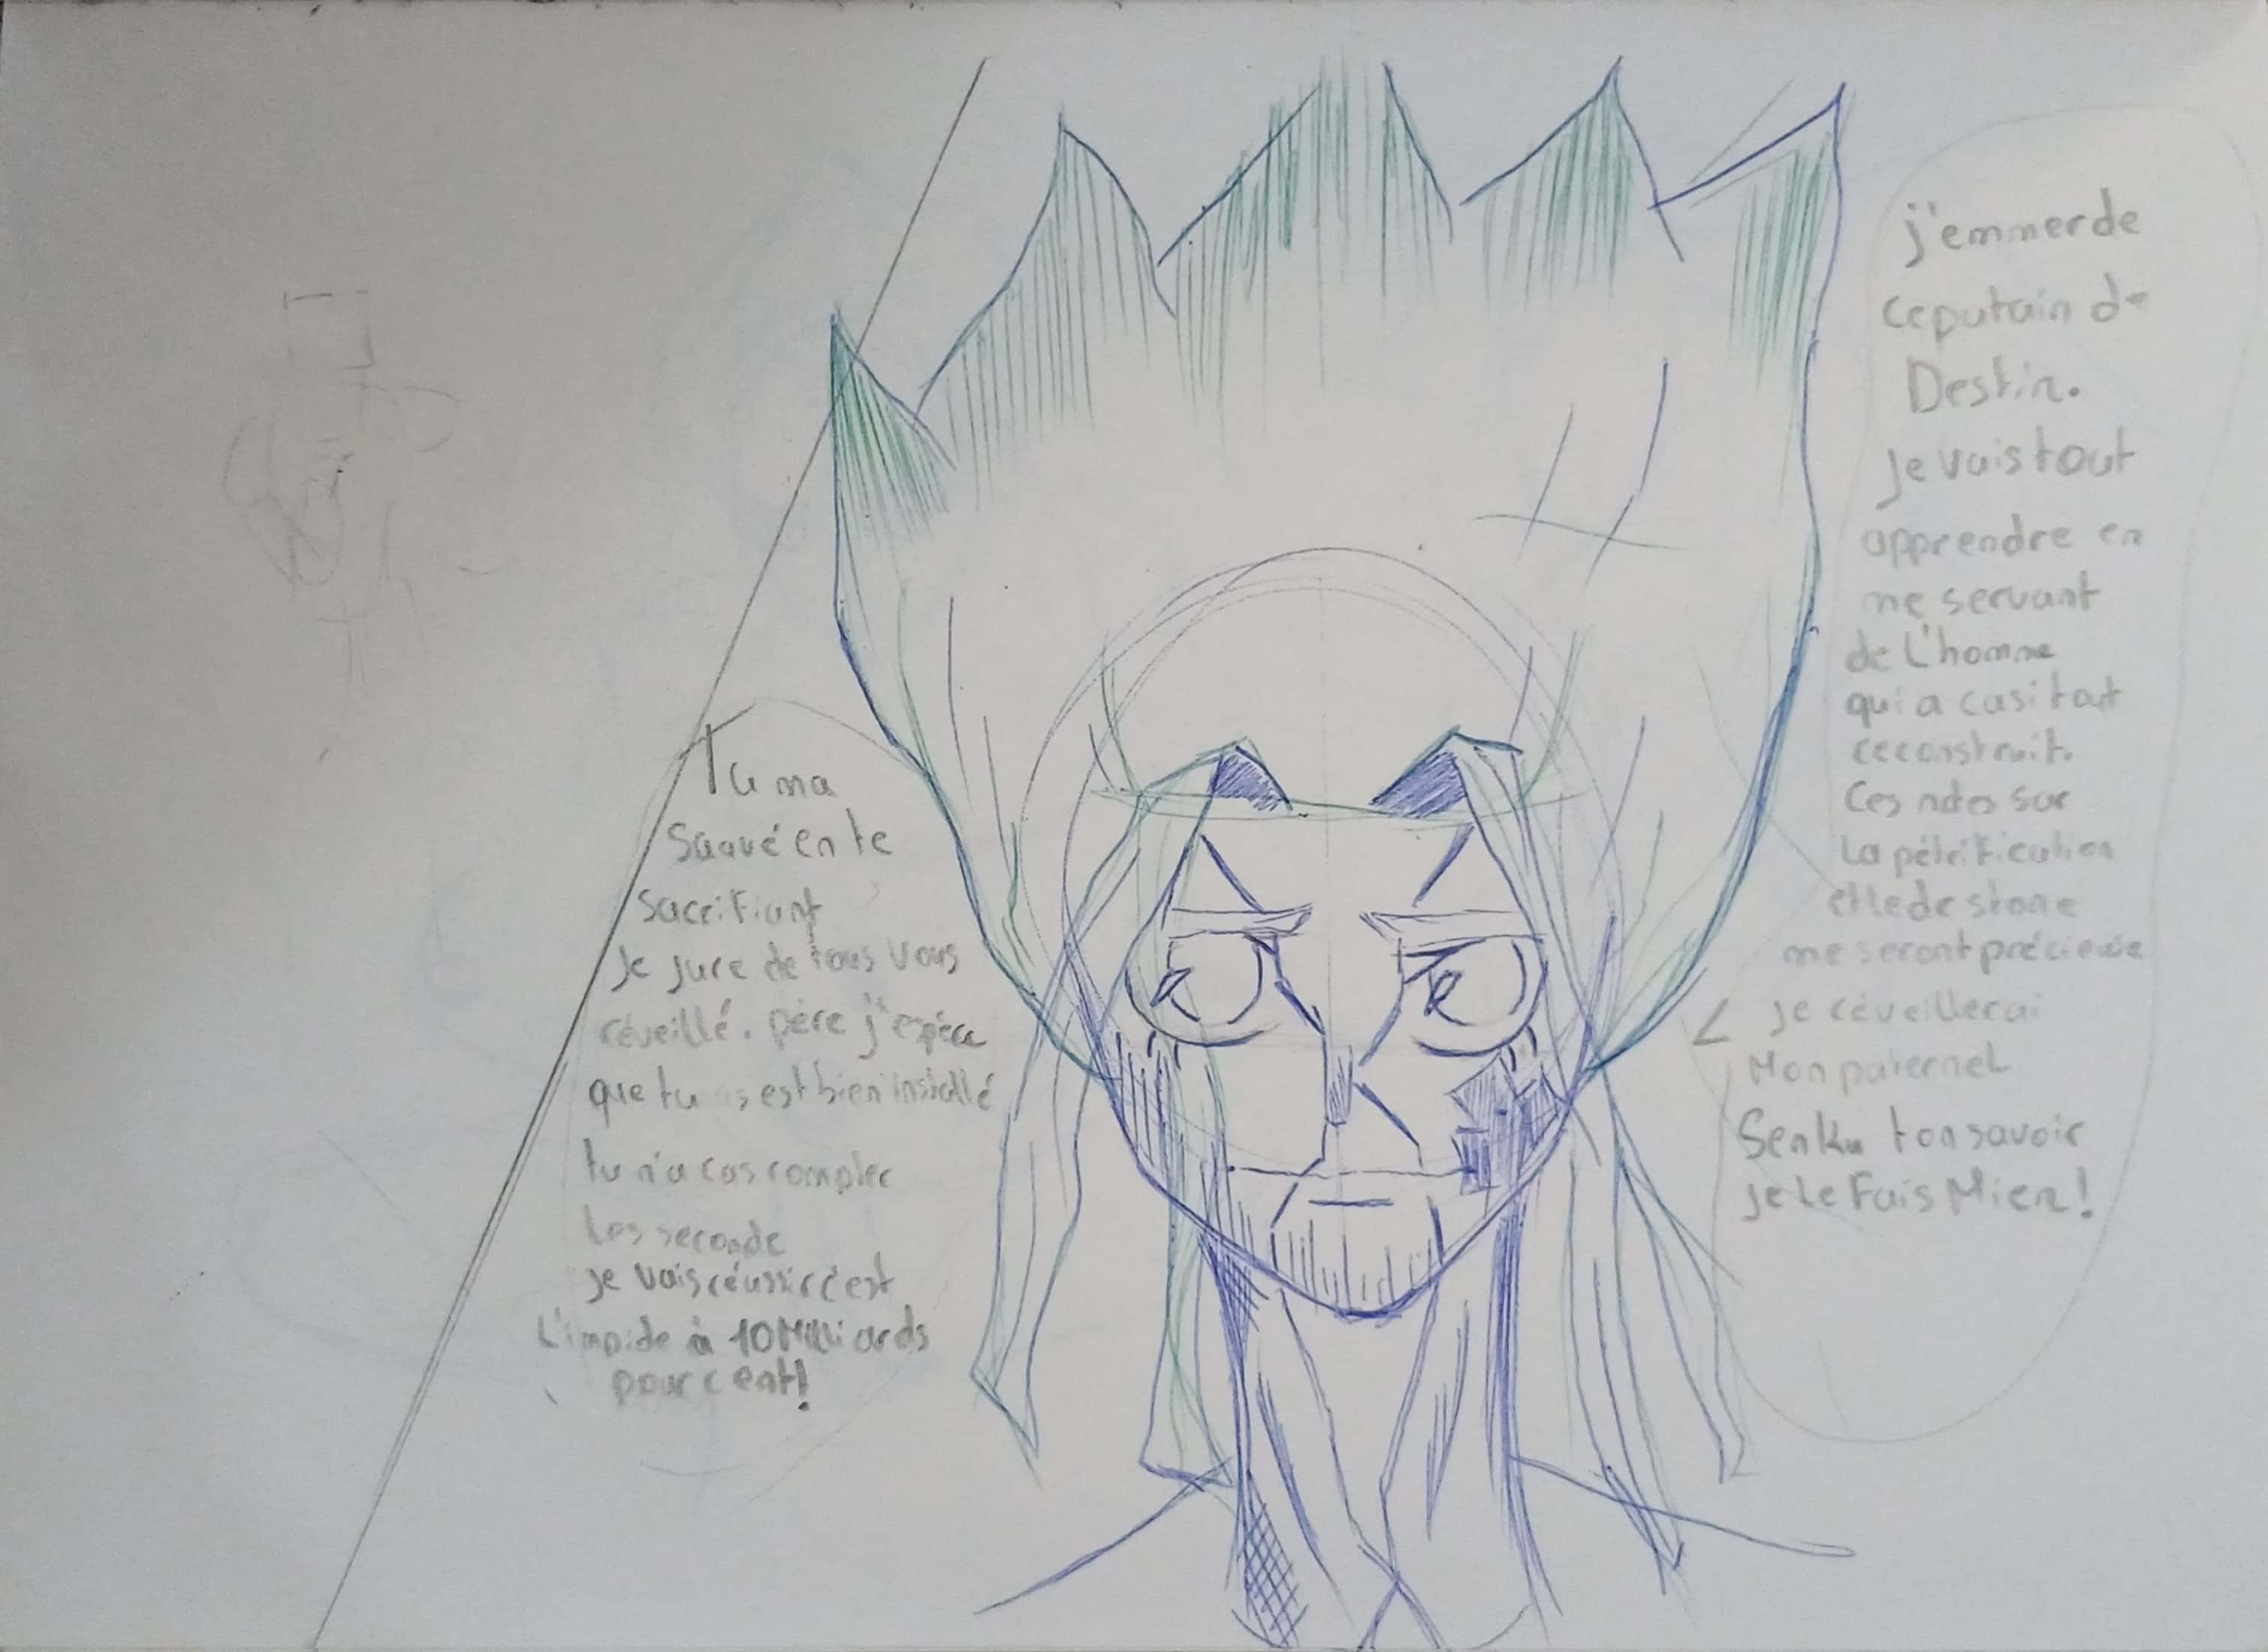 Tu ma
Sauvé en te
sacrifiant
Je jure de tous vous
réveillé. père j'espère
que tu est bien installé
tu n'a cas compter
les seconde
je vais réussir c'est
L'impide à 10 Milliards
pour cent!
j'emmerde
ce putain de
Destin.
Je vais tout
apprendre en
me servant
de L'homme
qui a casi tout
reconstruit.
Ces notes sur
la pétrification
et le dc stone
me seront précieuse
je réveillerai
Mon paternel
Senku ton savoir
je Le Fais Mien!